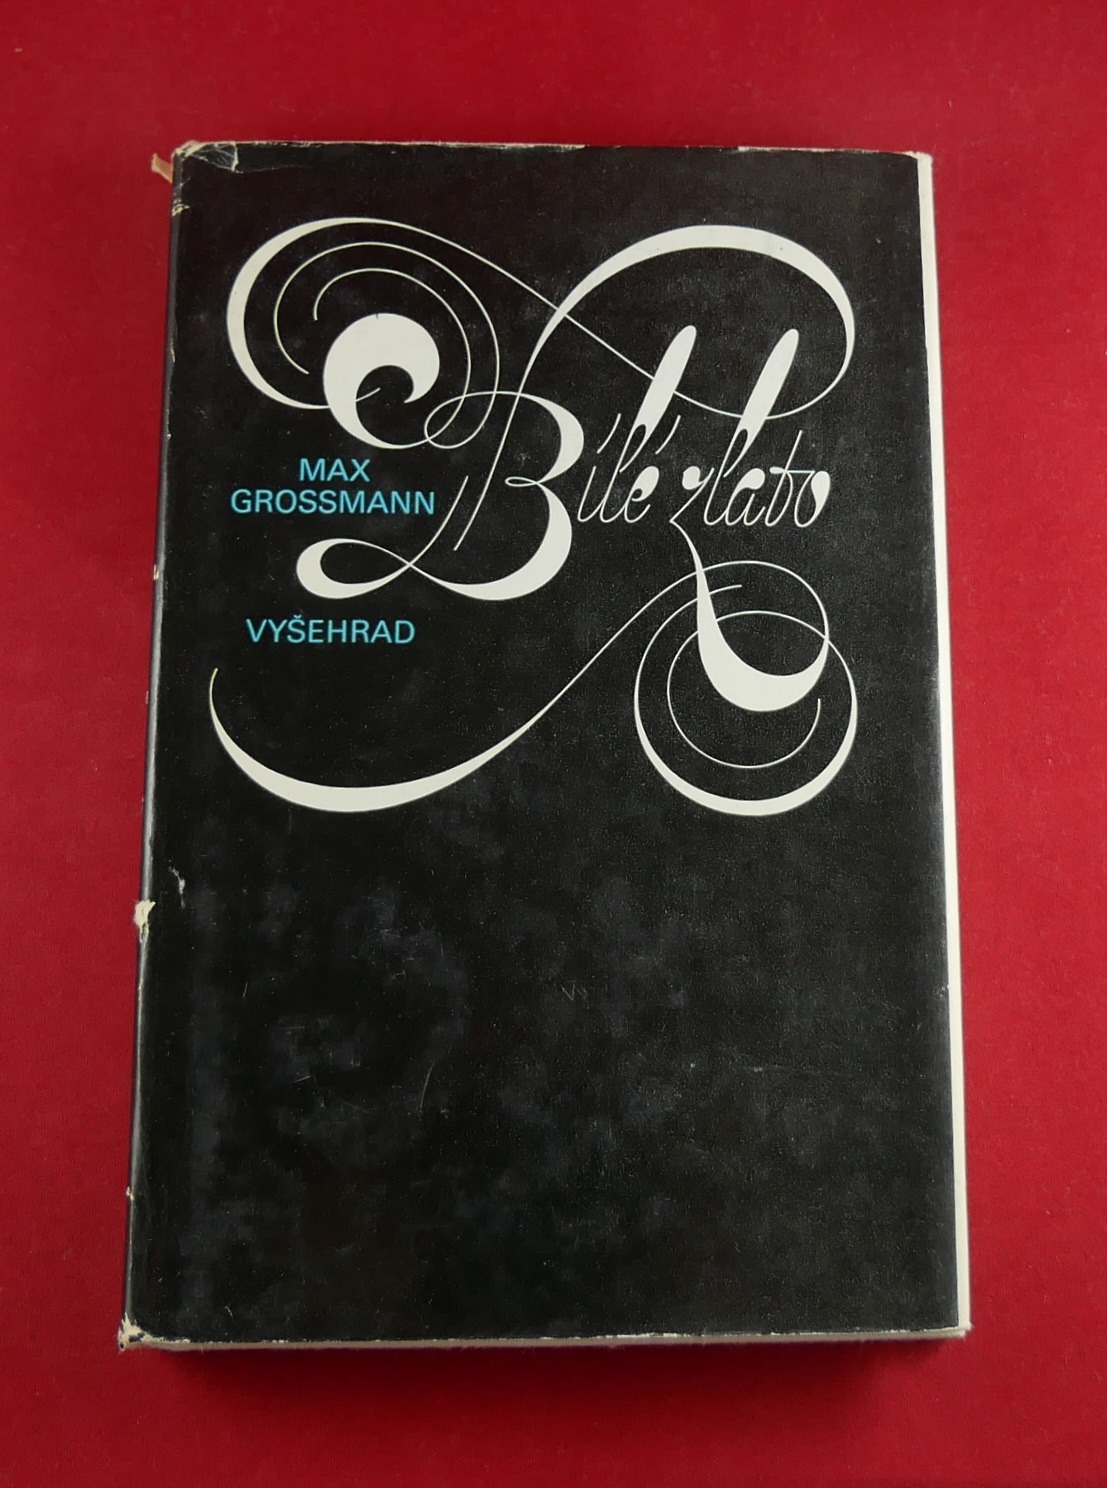 Bílé zlato
MAX
GROSSMANN
VYŠEHRAD